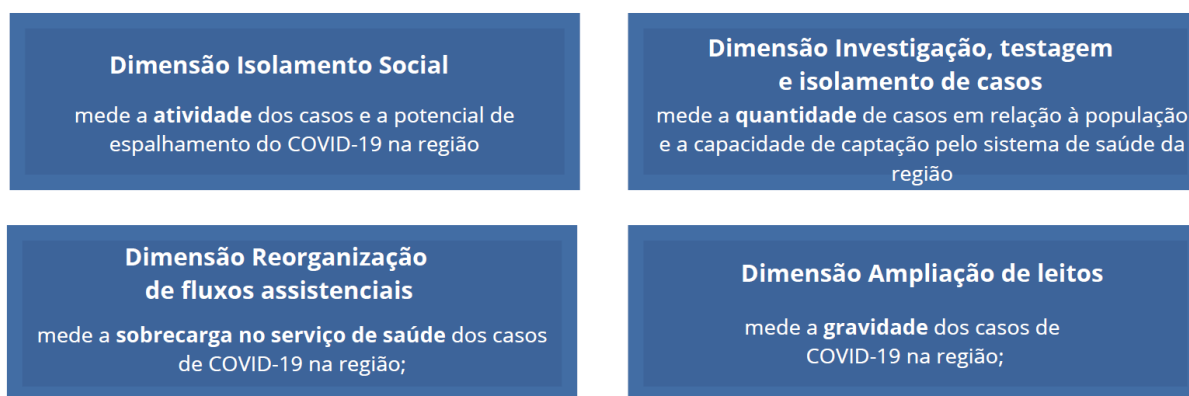 Dimensão Isolamento Social
mede a atividade dos casos e a potencial de
espalhamento do COVID-19 na região
Dimensão Investigação, testagem
e isolamento de casos
mede a quantidade de casos em relação à população
e a capacidade de captação pelo sistema de saúde da
região
Dimensão Reorganização
de fluxos assistenciais
mede a sobrecarga no serviço de saúde dos casos
de COVID-19 na região;
Dimensão Ampliação de leitos
mede a gravidade dos casos de
COVID-19 na região;